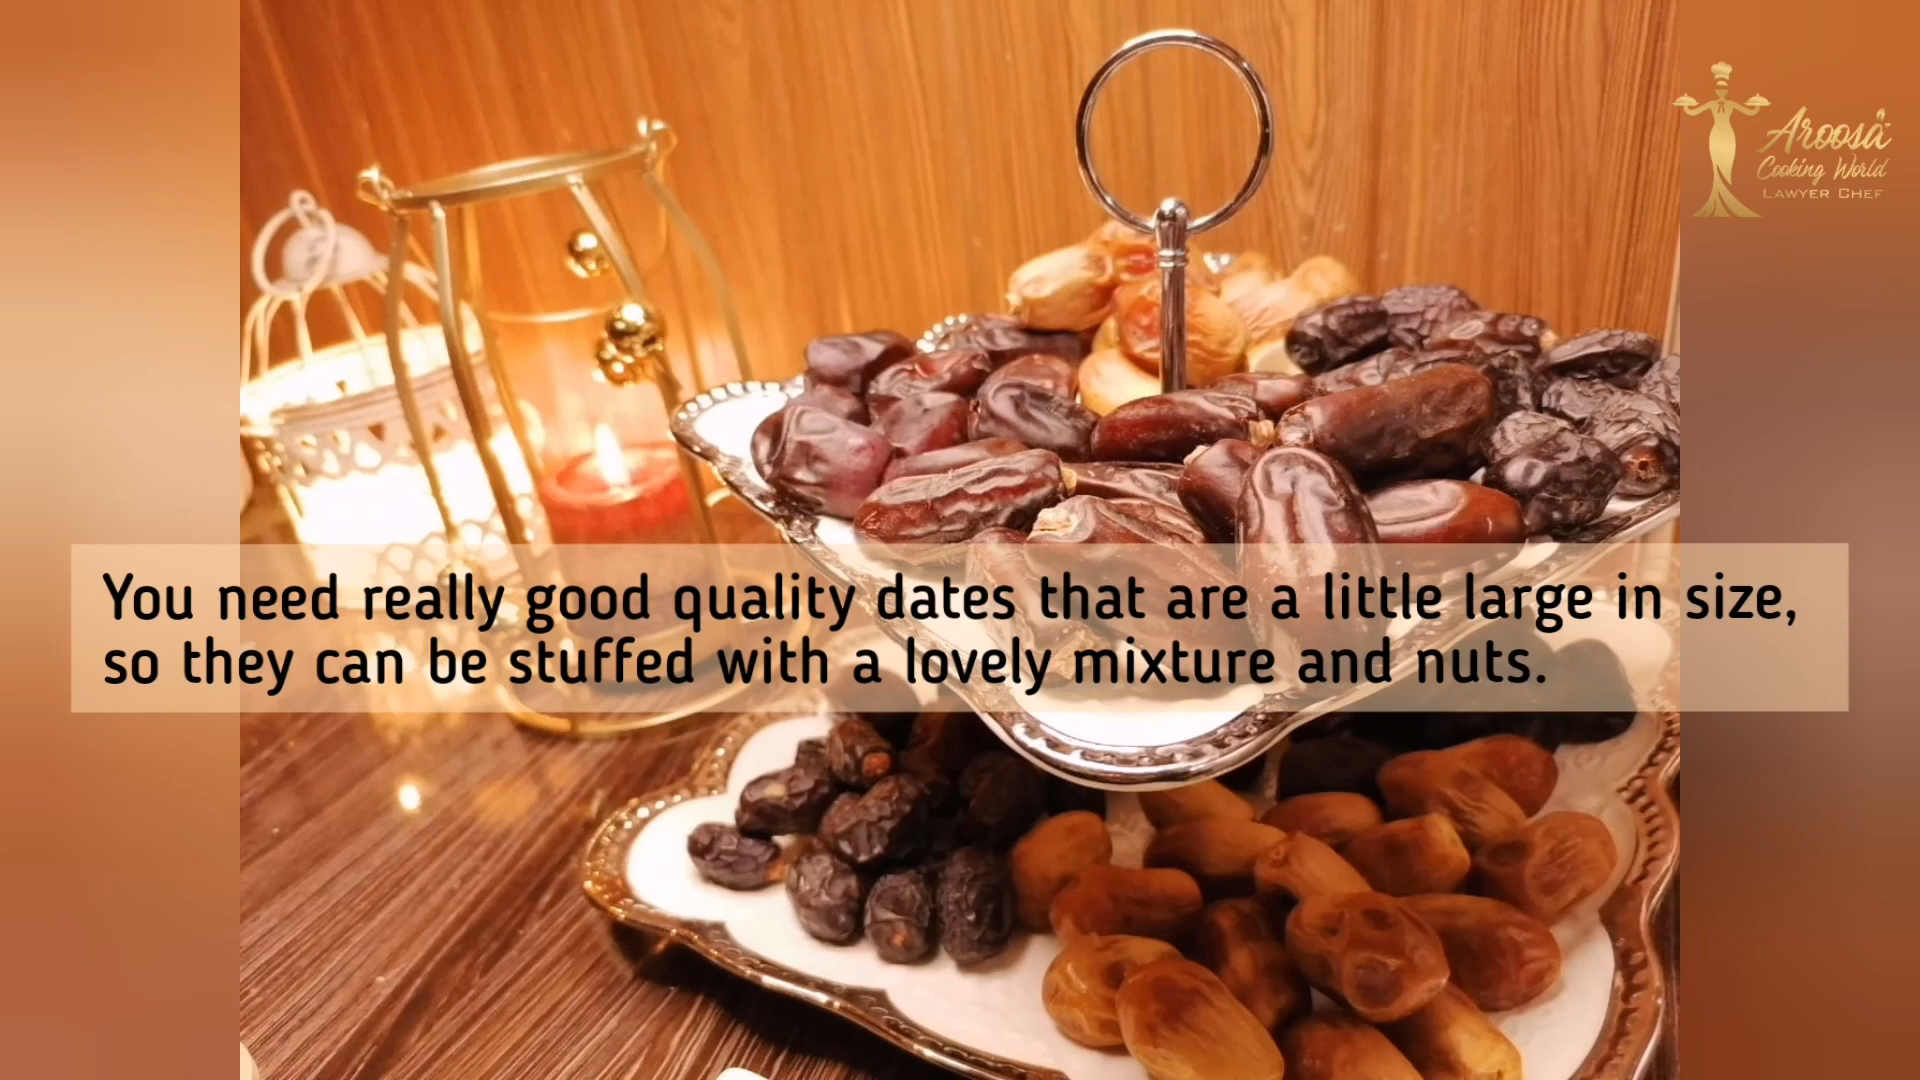 Aroosa
Cooking World
LAWYER CHEF
You need really good quality dates that are a little large in size,
so they can be stuffed with a lovely mixture and nuts.